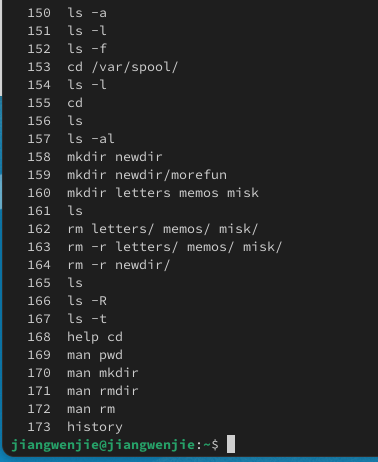 150 ls -a
151 ls -l
152 ls -f
153 cd /var/spool/
154 ls -l
155 cd
156 ls
157 ls -al
158 mkdir newdir
159 mkdir newdir/morefun
160 mkdir letters memos misk
161 ls
162 rm letters/ memos/ misk/
163 rm -r letters/ memos/ misk/
164 rm -r newdir/
165 ls
166 ls -R
167 ls -t
168 help cd
169 man pwd
170 man mkdir
171 man rmdir
172 man rm
173 history
jiangwenjie@jiangwenjie:~$